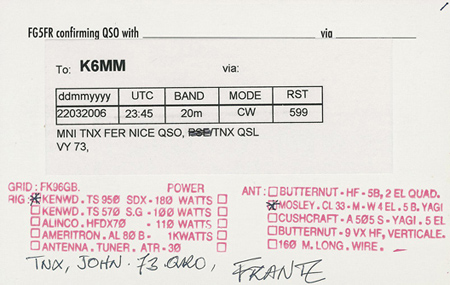 FG5FR confirming QSO with via
To: K6MM via:
ddmmyyyy UTC BAND MODE RST
22032006 23:45 20m CW 599
MNI TNX FER NICE QSO, PSE/TNX QSL
VY 73,
GRID: FK96GB. POWER
RIG: KENWD. TS 950 SDX - 180 WATTS
KENWD - TS 570 S.G - 100 WATTS
ALINCO. HFDX70 - 110 WATTS
AMERITRON. AL 80 B - 1KWATTS
ANTENNA. TUNER. ATR - 30
ANT: BUTTERNUT - HF - 5B, 2 EL QUAD.
MOSLEY. CL 33 - M - W 4 EL . 5 B. YAGI
CUSHCRAFT - A 50 5 S - YAGI . 5 EL
BUTTERNUT - 9 VX HF, VERTICALE.
160 M. LONG. WIRE.
TNX, JOHN. 73. QRO, FRANTZ